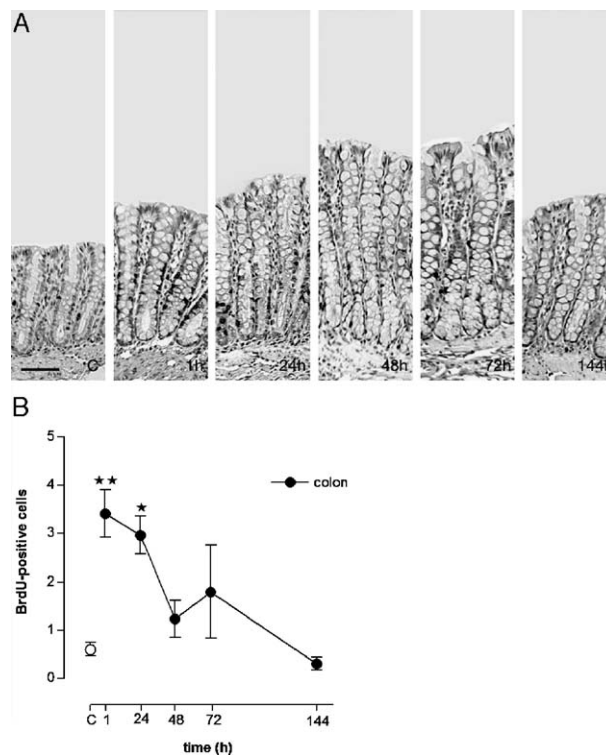 A
C 1h 24h 48h 72h 144h
B
5
★★
4
★ colon
3
2
1
0
BrdU-positive cells
C 1 24 48 72 144
time (h)